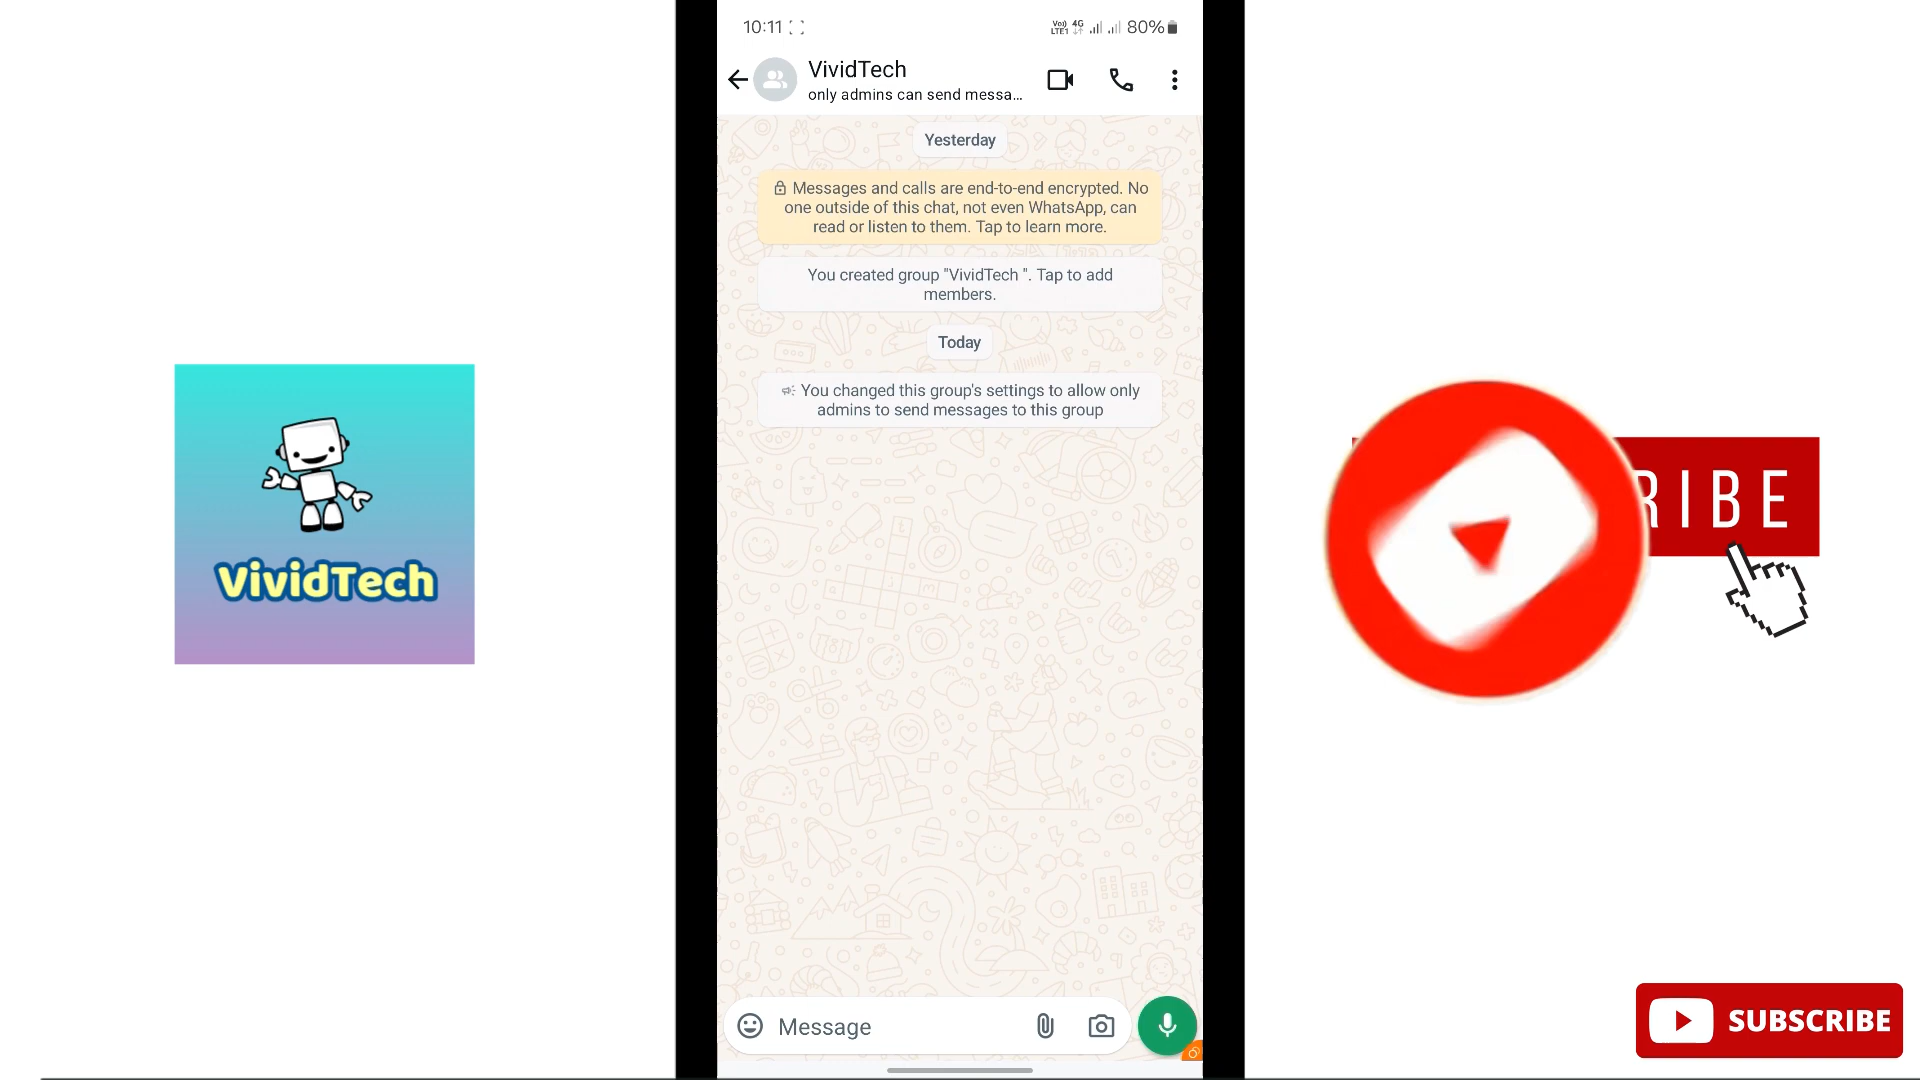 10:11
Vo))
LTE1
4G
80%
VividTech
only admins can send messa...
Yesterday
Messages and calls are end-to-end encrypted. No
one outside of this chat, not even WhatsApp, can
read or listen to them. Tap to learn more.
You created group "VividTech ". Tap to add
members.
Today
You changed this group's settings to allow only
admins to send messages to this group
Message
VividTech
RIBE
SUBSCRIBE